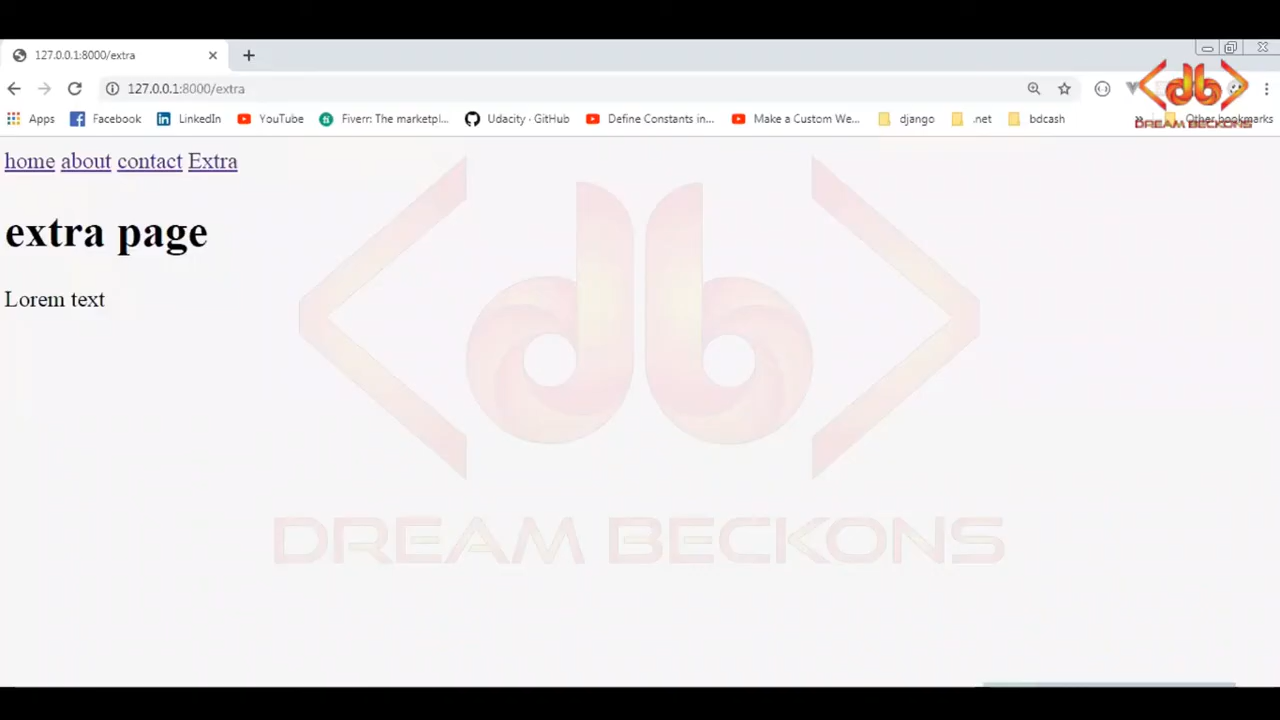 127.0.0.1:8000/extra
127.0.0.1:8000/extra
Apps Facebook LinkedIn YouTube Fiverr: The marketpl... Udacity · GitHub Define Constants in... Make a Custom We... django .net bdcash » Other bookmarks
DREAM BECKONS
home about contact Extra
extra page
Lorem text
db
DREAM BECKONS